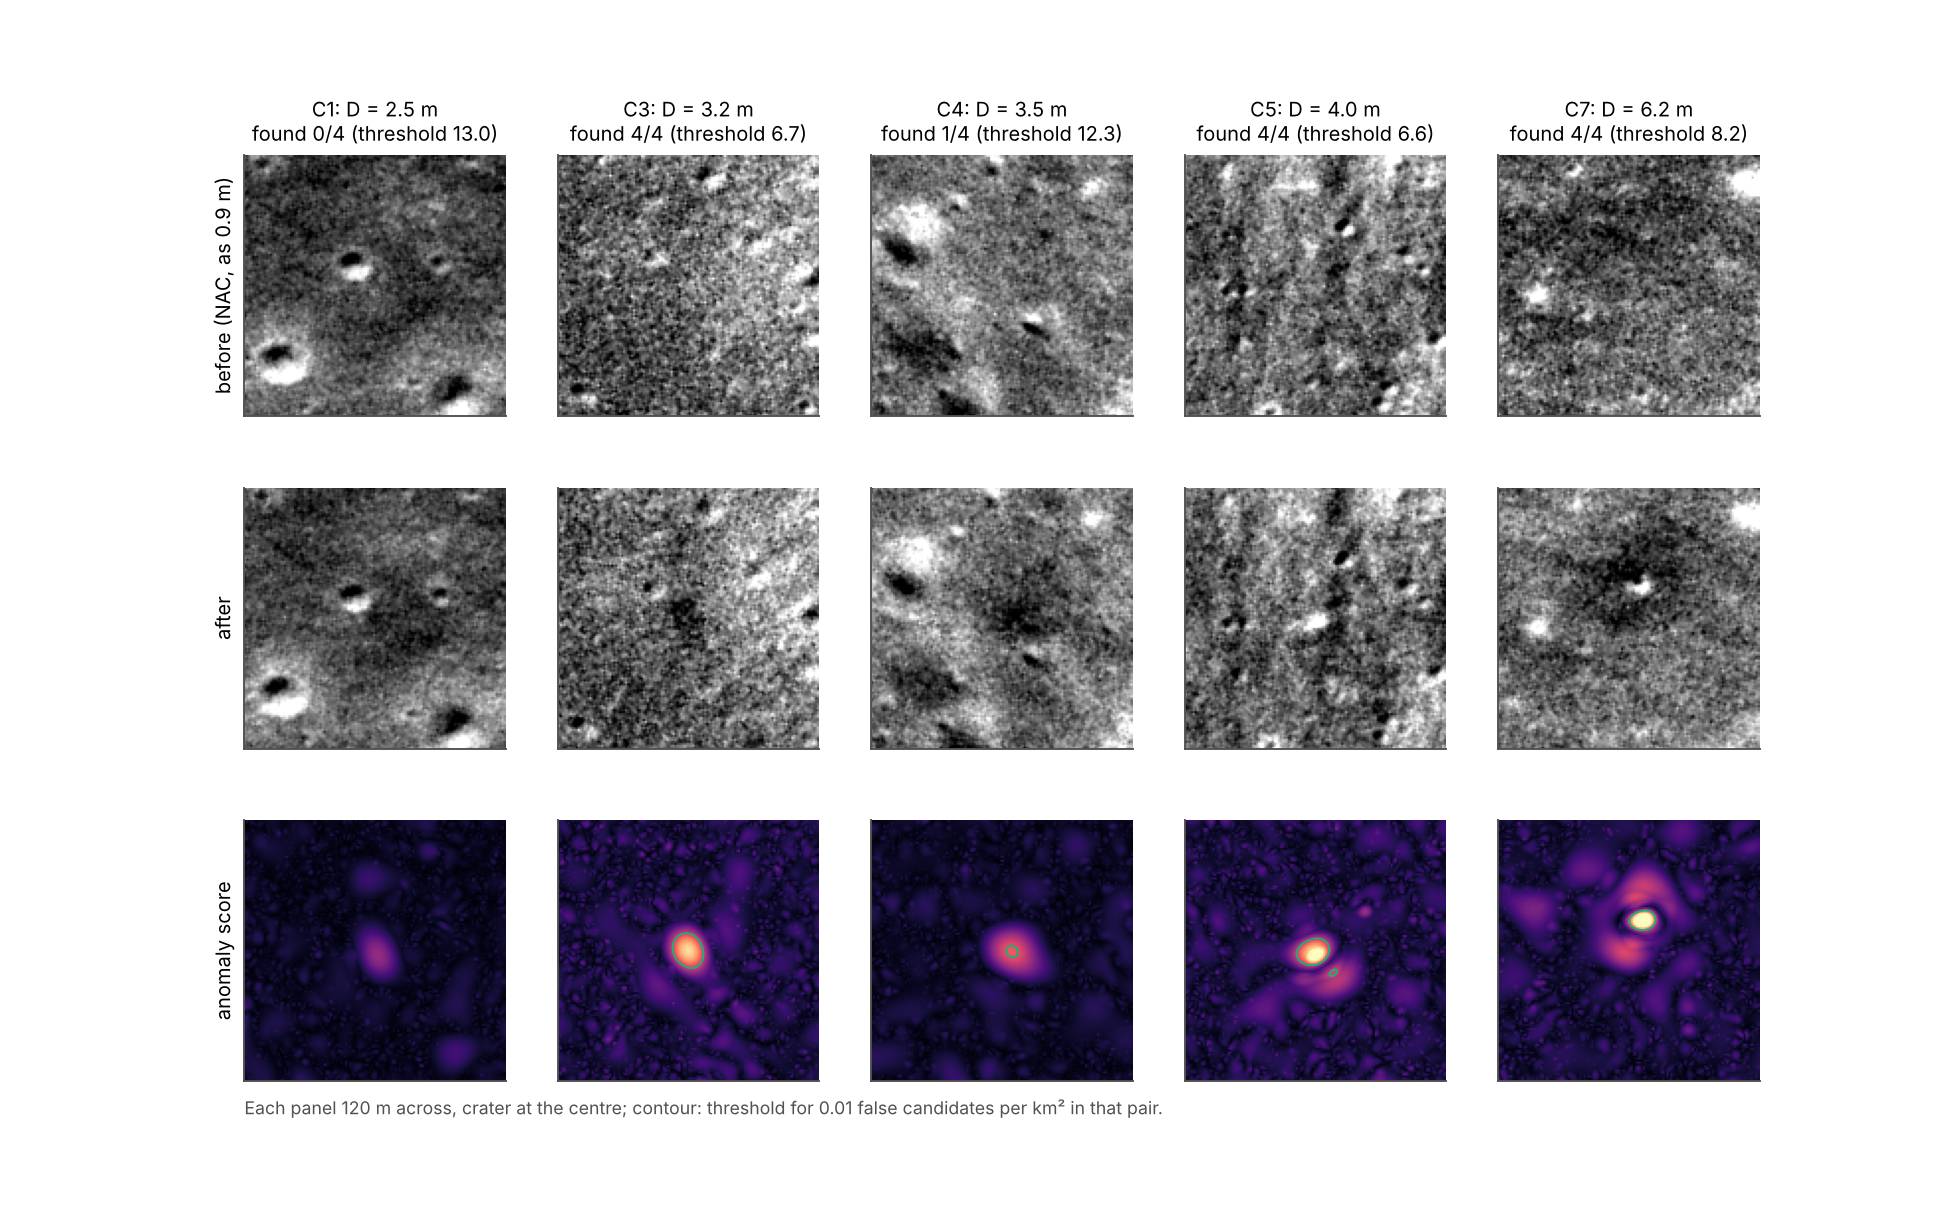 C1: D = 2.5 m
found 0/4 (threshold 13.0)
C3: D = 3.2 m
found 4/4 (threshold 6.7)
C4: D = 3.5 m
found 1/4 (threshold 12.3)
C5: D = 4.0 m
found 4/4 (threshold 6.6)
C7: D = 6.2 m
found 4/4 (threshold 8.2)
before (NAC, as 0.9 m)
after
anomaly score
Each panel 120 m across, crater at the centre; contour: threshold for 0.01 false candidates per km² in that pair.